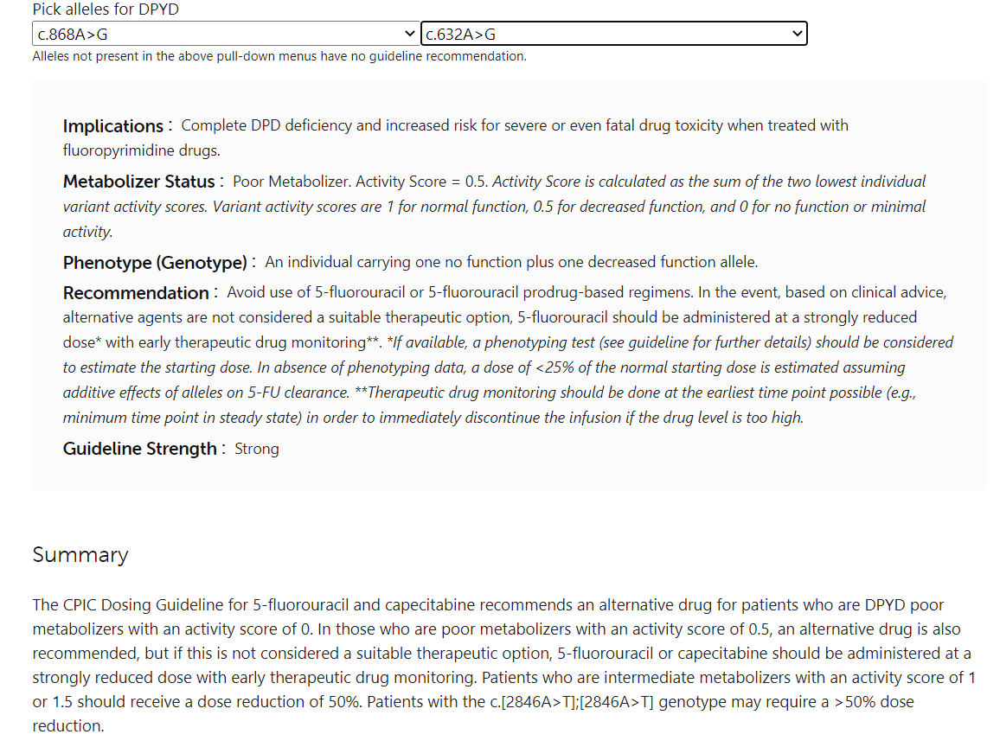 Pick alleles for DPYD
c.868A>G c.632A>G
Alleles not present in the above pull-down menus have no guideline recommendation.
Implications : Complete DPD deficiency and increased risk for severe or even fatal drug toxicity when treated with
fluoropyrimidine drugs.
Metabolizer Status : Poor Metabolizer. Activity Score = 0.5. Activity Score is calculated as the sum of the two lowest individual
variant activity scores. Variant activity scores are 1 for normal function, 0.5 for decreased function, and 0 for no function or minimal
activity.
Phenotype (Genotype) : An individual carrying one no function plus one decreased function allele.
Recommendation : Avoid use of 5-fluorouracil or 5-fluorouracil prodrug-based regimens. In the event, based on clinical advice,
alternative agents are not considered a suitable therapeutic option, 5-fluorouracil should be administered at a strongly reduced
dose* with early therapeutic drug monitoring**. *If available, a phenotyping test (see guideline for further details) should be considered
to estimate the starting dose. In absence of phenotyping data, a dose of <25% of the normal starting dose is estimated assuming
additive effects of alleles on 5-FU clearance. **Therapeutic drug monitoring should be done at the earliest time point possible (e.g.,
minimum time point in steady state) in order to immediately discontinue the infusion if the drug level is too high.
Guideline Strength : Strong
Summary
The CPIC Dosing Guideline for 5-fluorouracil and capecitabine recommends an alternative drug for patients who are DPYD poor
metabolizers with an activity score of 0. In those who are poor metabolizers with an activity score of 0.5, an alternative drug is also
recommended, but if this is not considered a suitable therapeutic option, 5-fluorouracil or capecitabine should be administered at a
strongly reduced dose with early therapeutic drug monitoring. Patients who are intermediate metabolizers with an activity score of 1
or 1.5 should receive a dose reduction of 50%. Patients with the c.[2846A>T];[2846A>T] genotype may require a >50% dose
reduction.